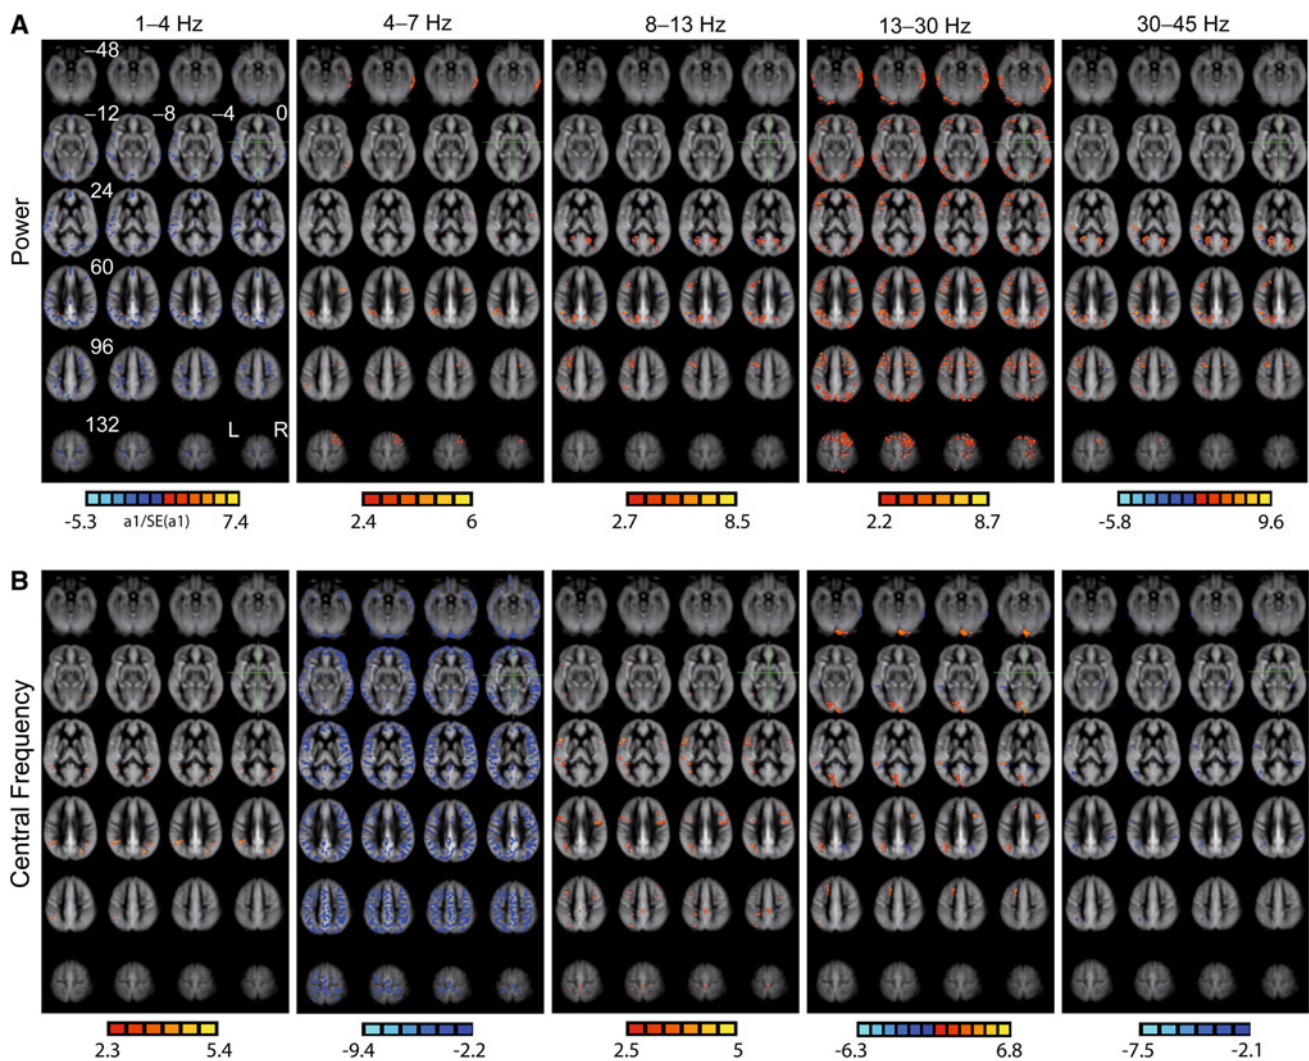 A
1–4 Hz
4–7 Hz
8–13 Hz
13–30 Hz
30–45 Hz
Power
–48
–12
–8
–4
0
24
60
96
132
L
R
-5.3
a1/SE(a1)
7.4
2.4
6
2.7
8.5
2.2
8.7
-5.8
9.6
B
Central Frequency
2.3
5.4
-9.4
-2.2
2.5
5
-6.3
6.8
-7.5
-2.1